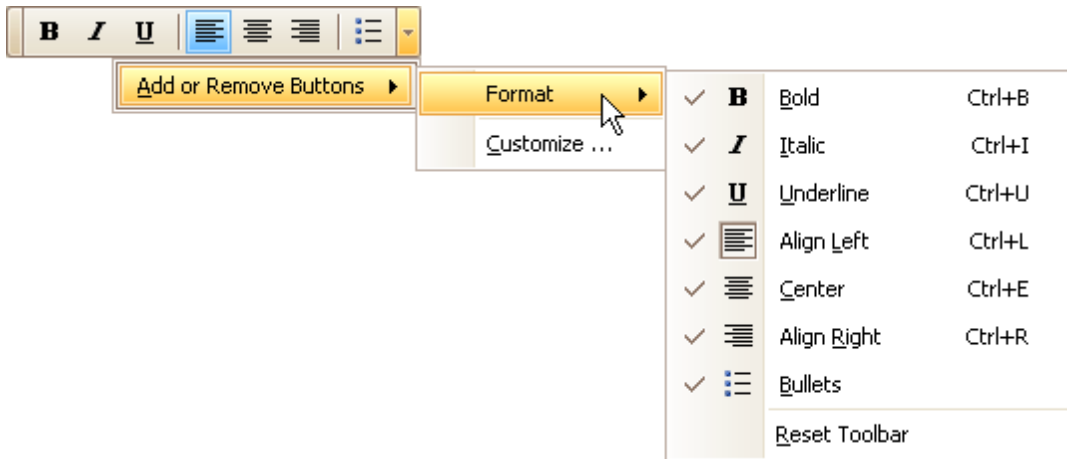 B I U
Add or Remove Buttons
Format
Customize ...
B Bold Ctrl+B
I Italic Ctrl+I
U Underline Ctrl+U
Align Left Ctrl+L
Center Ctrl+E
Align Right Ctrl+R
Bullets
Reset Toolbar